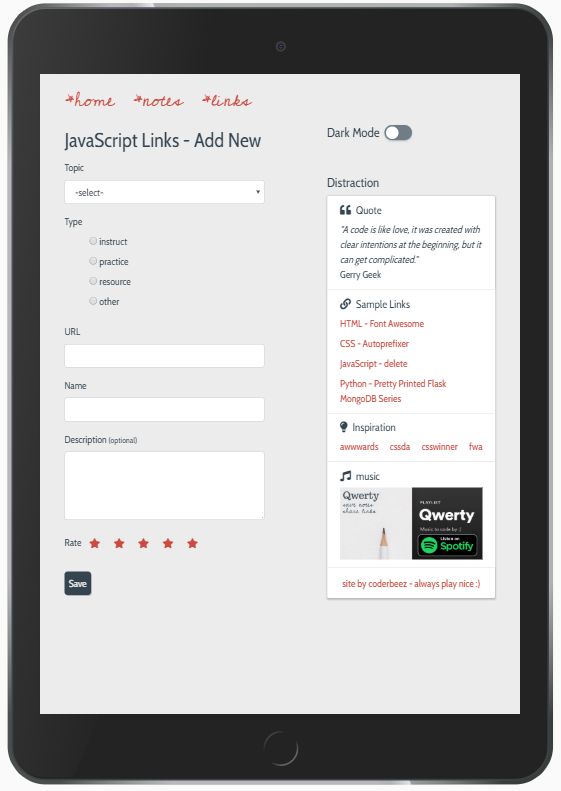 *home *notes *links
JavaScript Links - Add New
Topic
-select-
Type
instruct
practice
resource
other
URL
Name
Description (optional)
Rate
Save
Dark Mode
Distraction
Quote
"A code is like love, it was created with
clear intentions at the beginning, but it
can get complicated."
Gerry Geek
Sample Links
HTML - Font Awesome
CSS - Autoprefixer
JavaScript - delete
Python - Pretty Printed Flask
MongoDB Series
Inspiration
awwwards cssda csswinner fwa
music
Qwerty
save notes
share links
PLAYLIST
Qwerty
Music to code by :)
Listen on
Spotify
site by coderbeez - always play nice :)